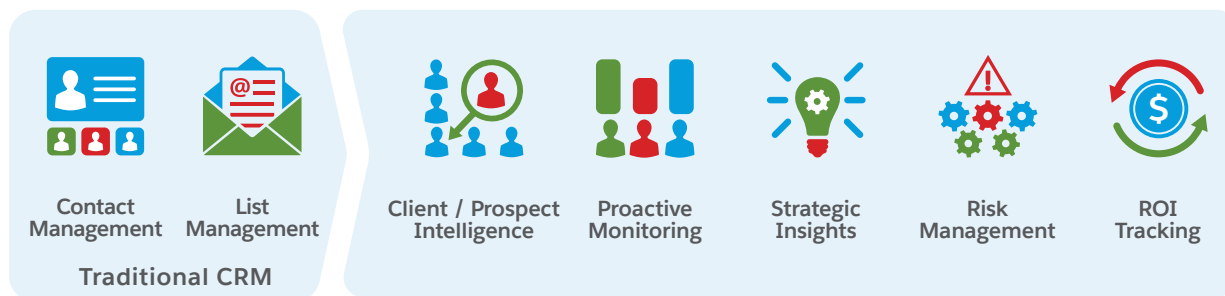 @
Contact
Management
List
Management
Client / Prospect
Intelligence
Proactive
Monitoring
Strategic
Insights
!
Risk
Management
$
ROI
Tracking
Traditional CRM